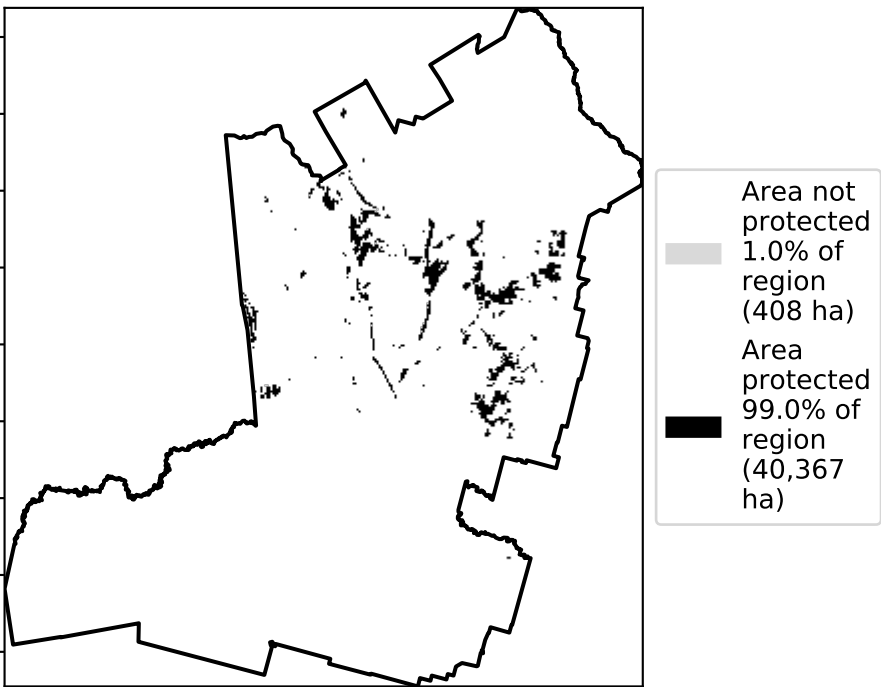 Area not
protected
1.0% of
region
(408 ha)
Area
protected
99.0% of
region
(40,367
ha)